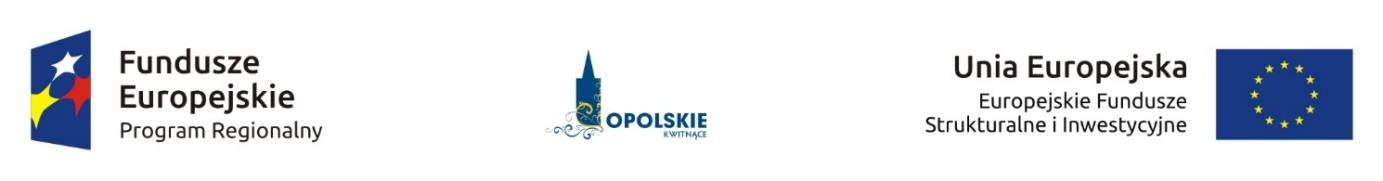 Fundusze
Europejskie
Program Regionalny
OPOLSKIE
KWITNĄCE
Unia Europejska
Europejskie Fundusze
Strukturalne i Inwestycyjne